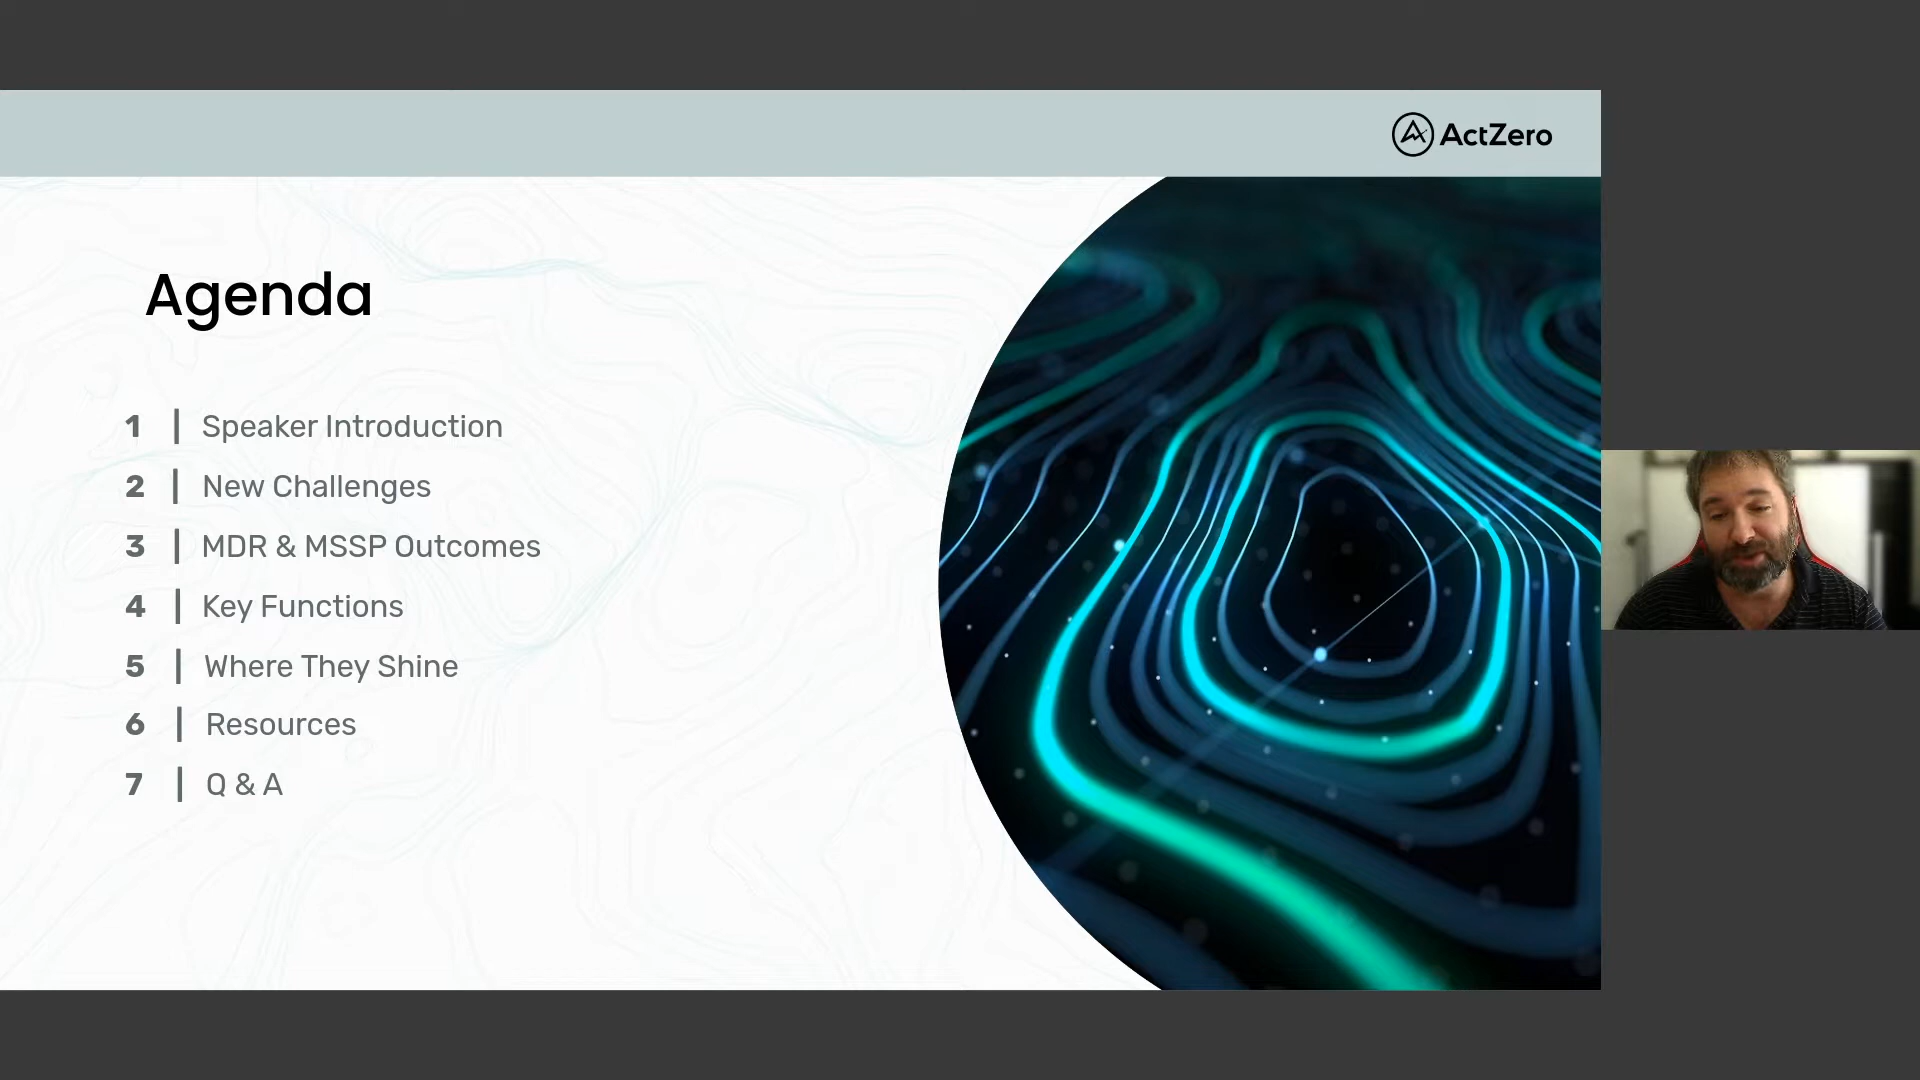 ActZero
Agenda
1 | Speaker Introduction
2 | New Challenges
3 | MDR & MSSP Outcomes
4 | Key Functions
5 | Where They Shine
6 | Resources
7 | Q & A